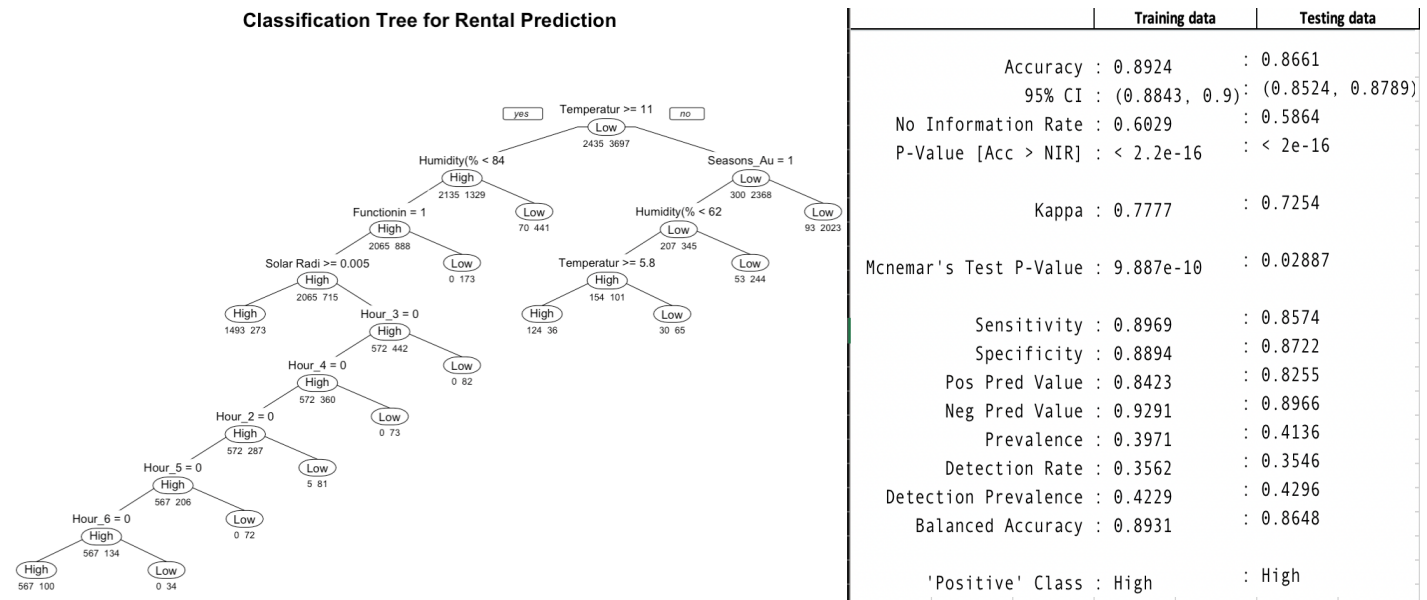 Classification Tree for Rental Prediction
yes
Temperatur >= 11
no
Low
2435 3697
Humidity(% < 84
High
2135 1329
Seasons_Au = 1
Low
300 2368
Functionin = 1
High
2065 888
Low
70 441
Humidity(% < 62
Low
207 345
Low
93 2023
Solar Radi >= 0.005
High
2065 715
Low
0 173
Temperatur >= 5.8
High
154 101
Low
53 244
High
1493 273
Hour_3 = 0
High
572 442
High
124 36
Low
30 65
Hour_4 = 0
High
572 360
Low
0 82
Hour_2 = 0
High
572 287
Low
0 73
Hour_5 = 0
High
567 206
Low
5 81
Hour_6 = 0
High
567 134
Low
0 72
High
567 100
Low
0 34
Training data Testing data
Accuracy : 0.8924 : 0.8661
95% CI : (0.8843, 0.9) : (0.8524, 0.8789)
No Information Rate : 0.6029 : 0.5864
P-Value [Acc > NIR] : < 2.2e-16 : < 2e-16
Kappa : 0.7777 : 0.7254
Mcnemar's Test P-Value : 9.887e-10 : 0.02887
Sensitivity : 0.8969 : 0.8574
Specificity : 0.8894 : 0.8722
Pos Pred Value : 0.8423 : 0.8255
Neg Pred Value : 0.9291 : 0.8966
Prevalence : 0.3971 : 0.4136
Detection Rate : 0.3562 : 0.3546
Detection Prevalence : 0.4229 : 0.4296
Balanced Accuracy : 0.8931 : 0.8648
'Positive' Class : High : High